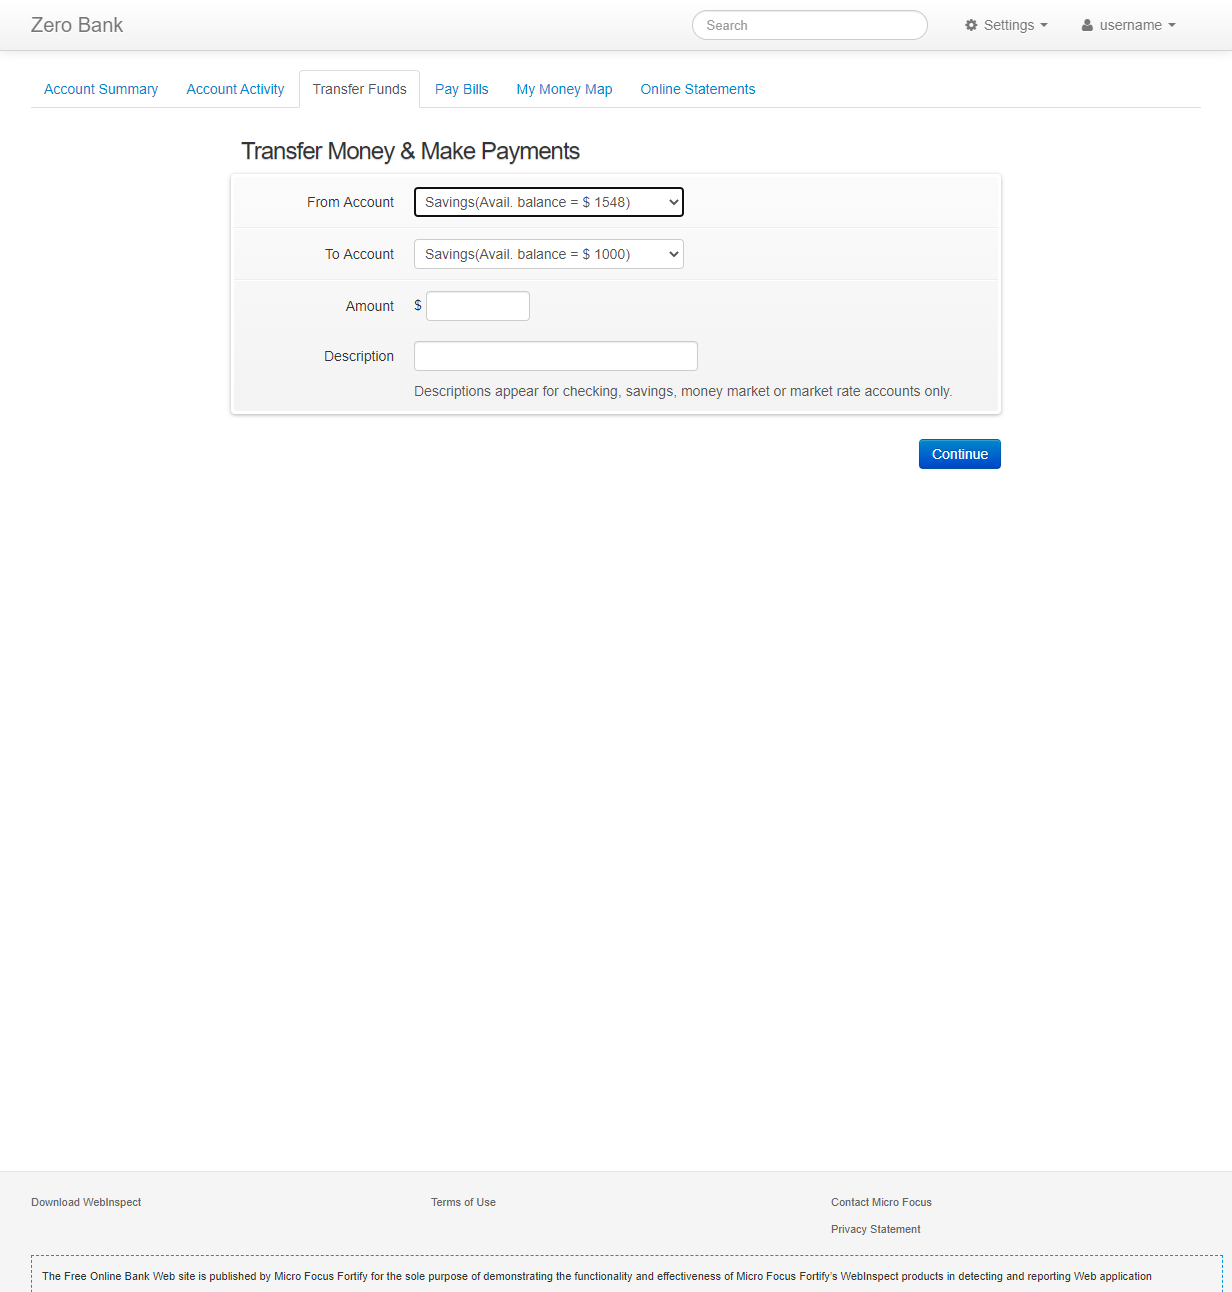 Zero Bank
Search
Settings
username
Account Summary
Account Activity
Transfer Funds
Pay Bills
My Money Map
Online Statements
Transfer Money & Make Payments
From Account
Savings(Avail. balance = $ 1548)
To Account
Savings(Avail. balance = $ 1000)
Amount
$
Description
Descriptions appear for checking, savings, money market or market rate accounts only.
Continue
Download WebInspect
Terms of Use
Contact Micro Focus
Privacy Statement
The Free Online Bank Web site is published by Micro Focus Fortify for the sole purpose of demonstrating the functionality and effectiveness of Micro Focus Fortify's WebInspect products in detecting and reporting Web application